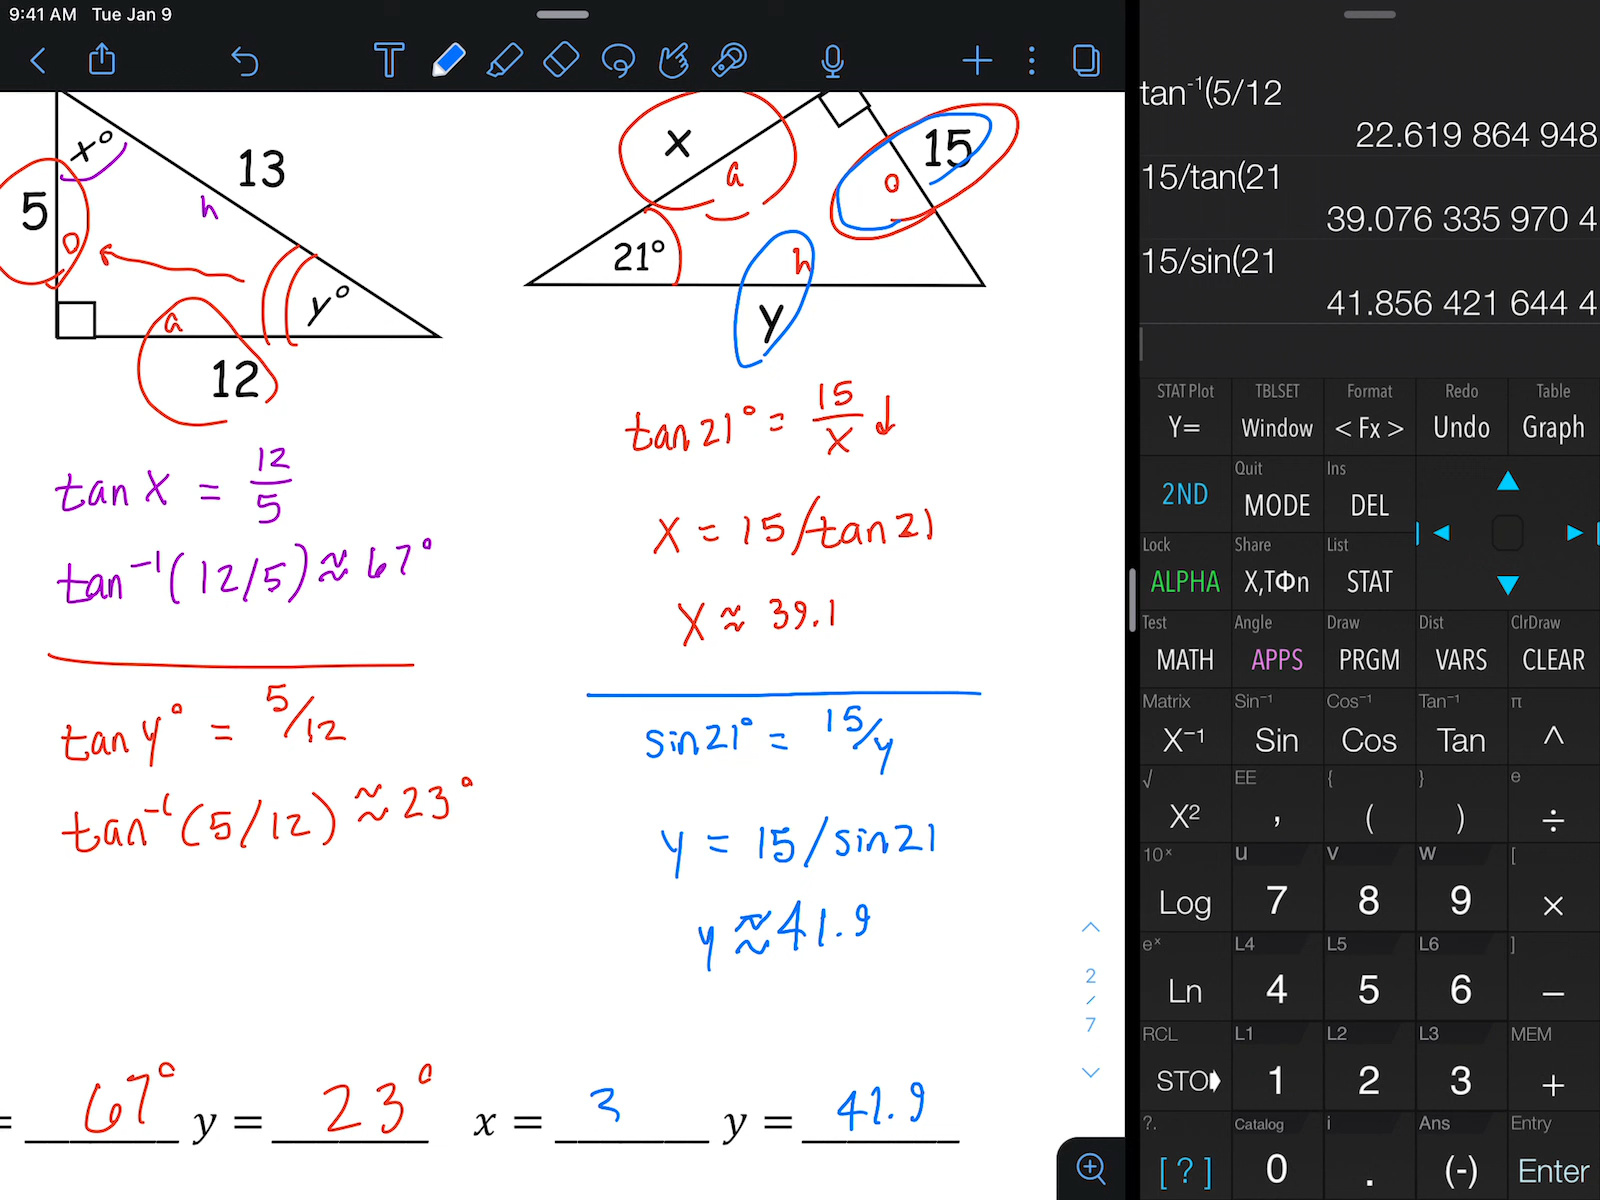 9:41 AM Tue Jan 9
x°
13
h
5
o
y°
a
12
x
a
15
o
21°
h
y
tan x = 12/5
tan⁻¹(12/5) ≈ 67°
tan y° = 5/12
tan⁻¹(5/12) ≈ 23°
tan 21° = 15/x ↓
x = 15/tan 21
x ≈ 39.1
sin 21° = 15/y
y = 15/sin 21
y ≈ 41.9
= 67° y = 23° x = 3 y = 41.9
2
/
7
tan⁻¹(5/12
22.619 864 948
15/tan(21
39.076 335 970 4
15/sin(21
41.856 421 644 4
STAT Plot TBLSET Format Redo Table
Y= Window < Fx > Undo Graph
Quit Ins
2ND MODE DEL
Lock Share List
ALPHA X,TΦn STAT
Test Angle Draw Dist ClrDraw
MATH APPS PRGM VARS CLEAR
Matrix Sin⁻¹ Cos⁻¹ Tan⁻¹ π
X⁻¹ Sin Cos Tan ^
√ EE { } e
X² , ( ) ÷
10ˣ u v w [
Log 7 8 9 ×
eˣ L4 L5 L6 ]
Ln 4 5 6 −
RCL L1 L2 L3 MEM
STO 1 2 3 +
?. Catalog i Ans Entry
[ ? ] 0 . (-) Enter